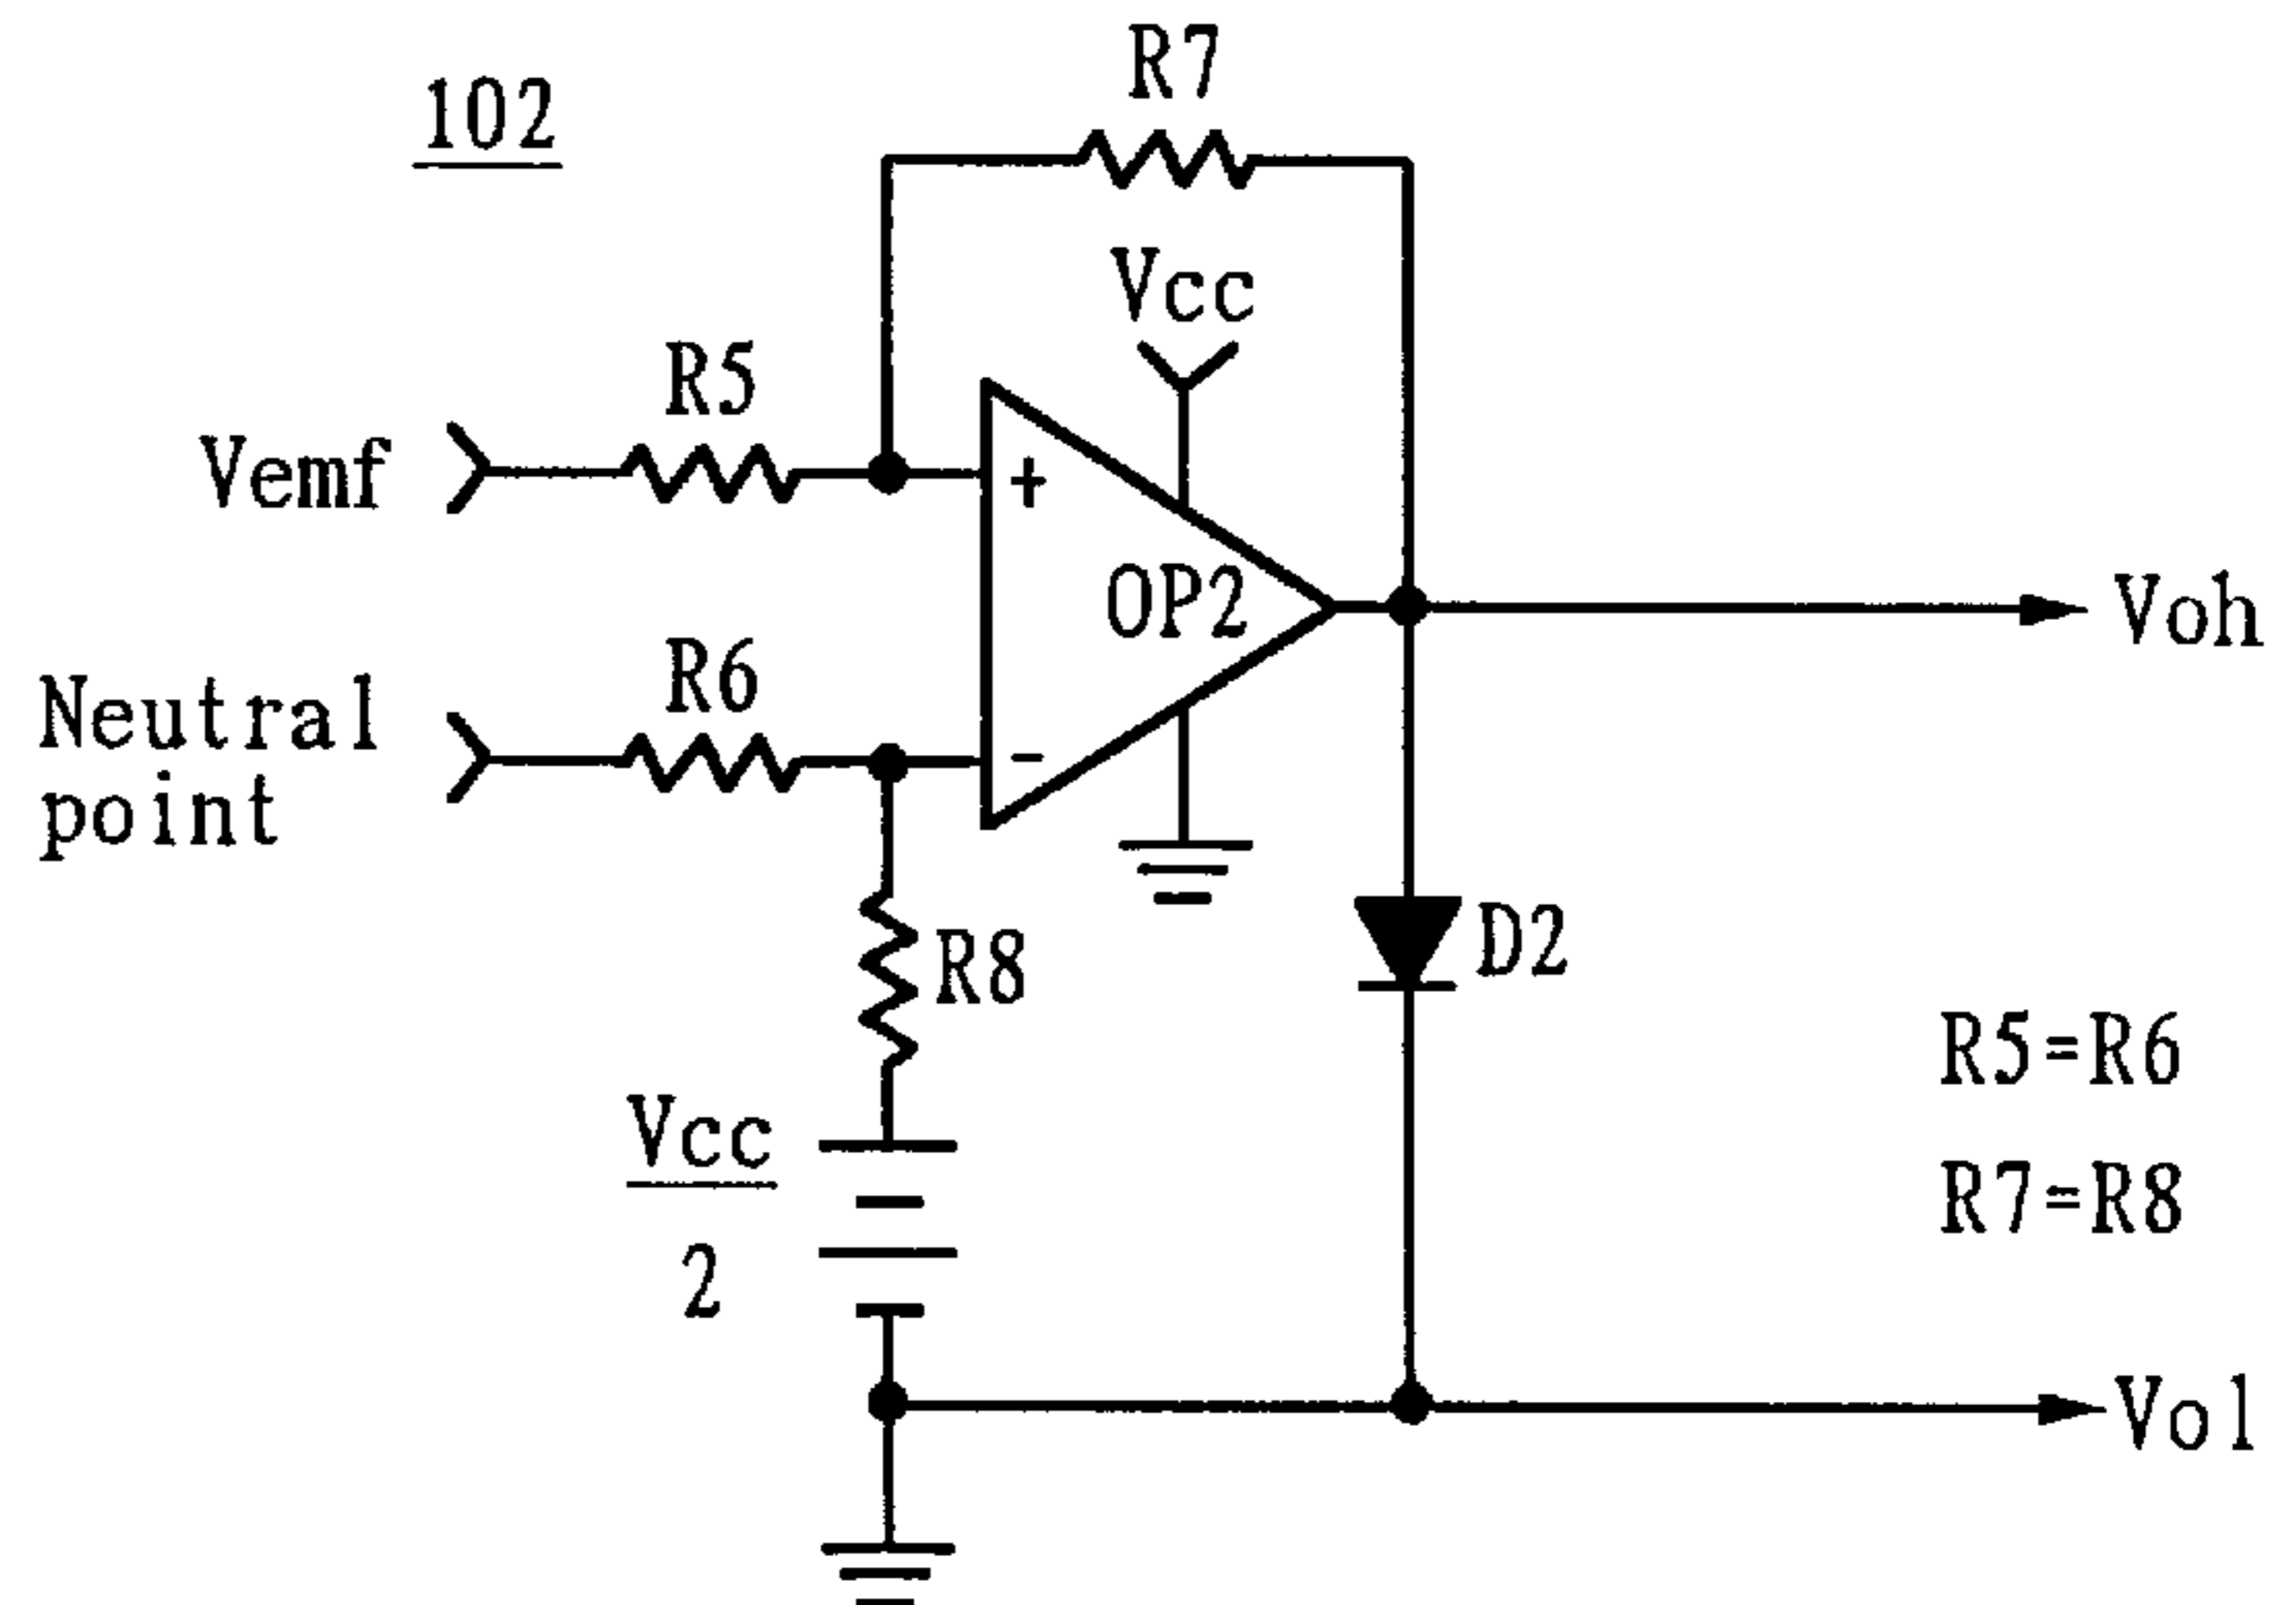 102
R7
Vcc
R5
Vemf
+
OP2
Voh
R6
Neutral
point
-
R8
D2
R5=R6
Vcc
2
R7=R8
Vol